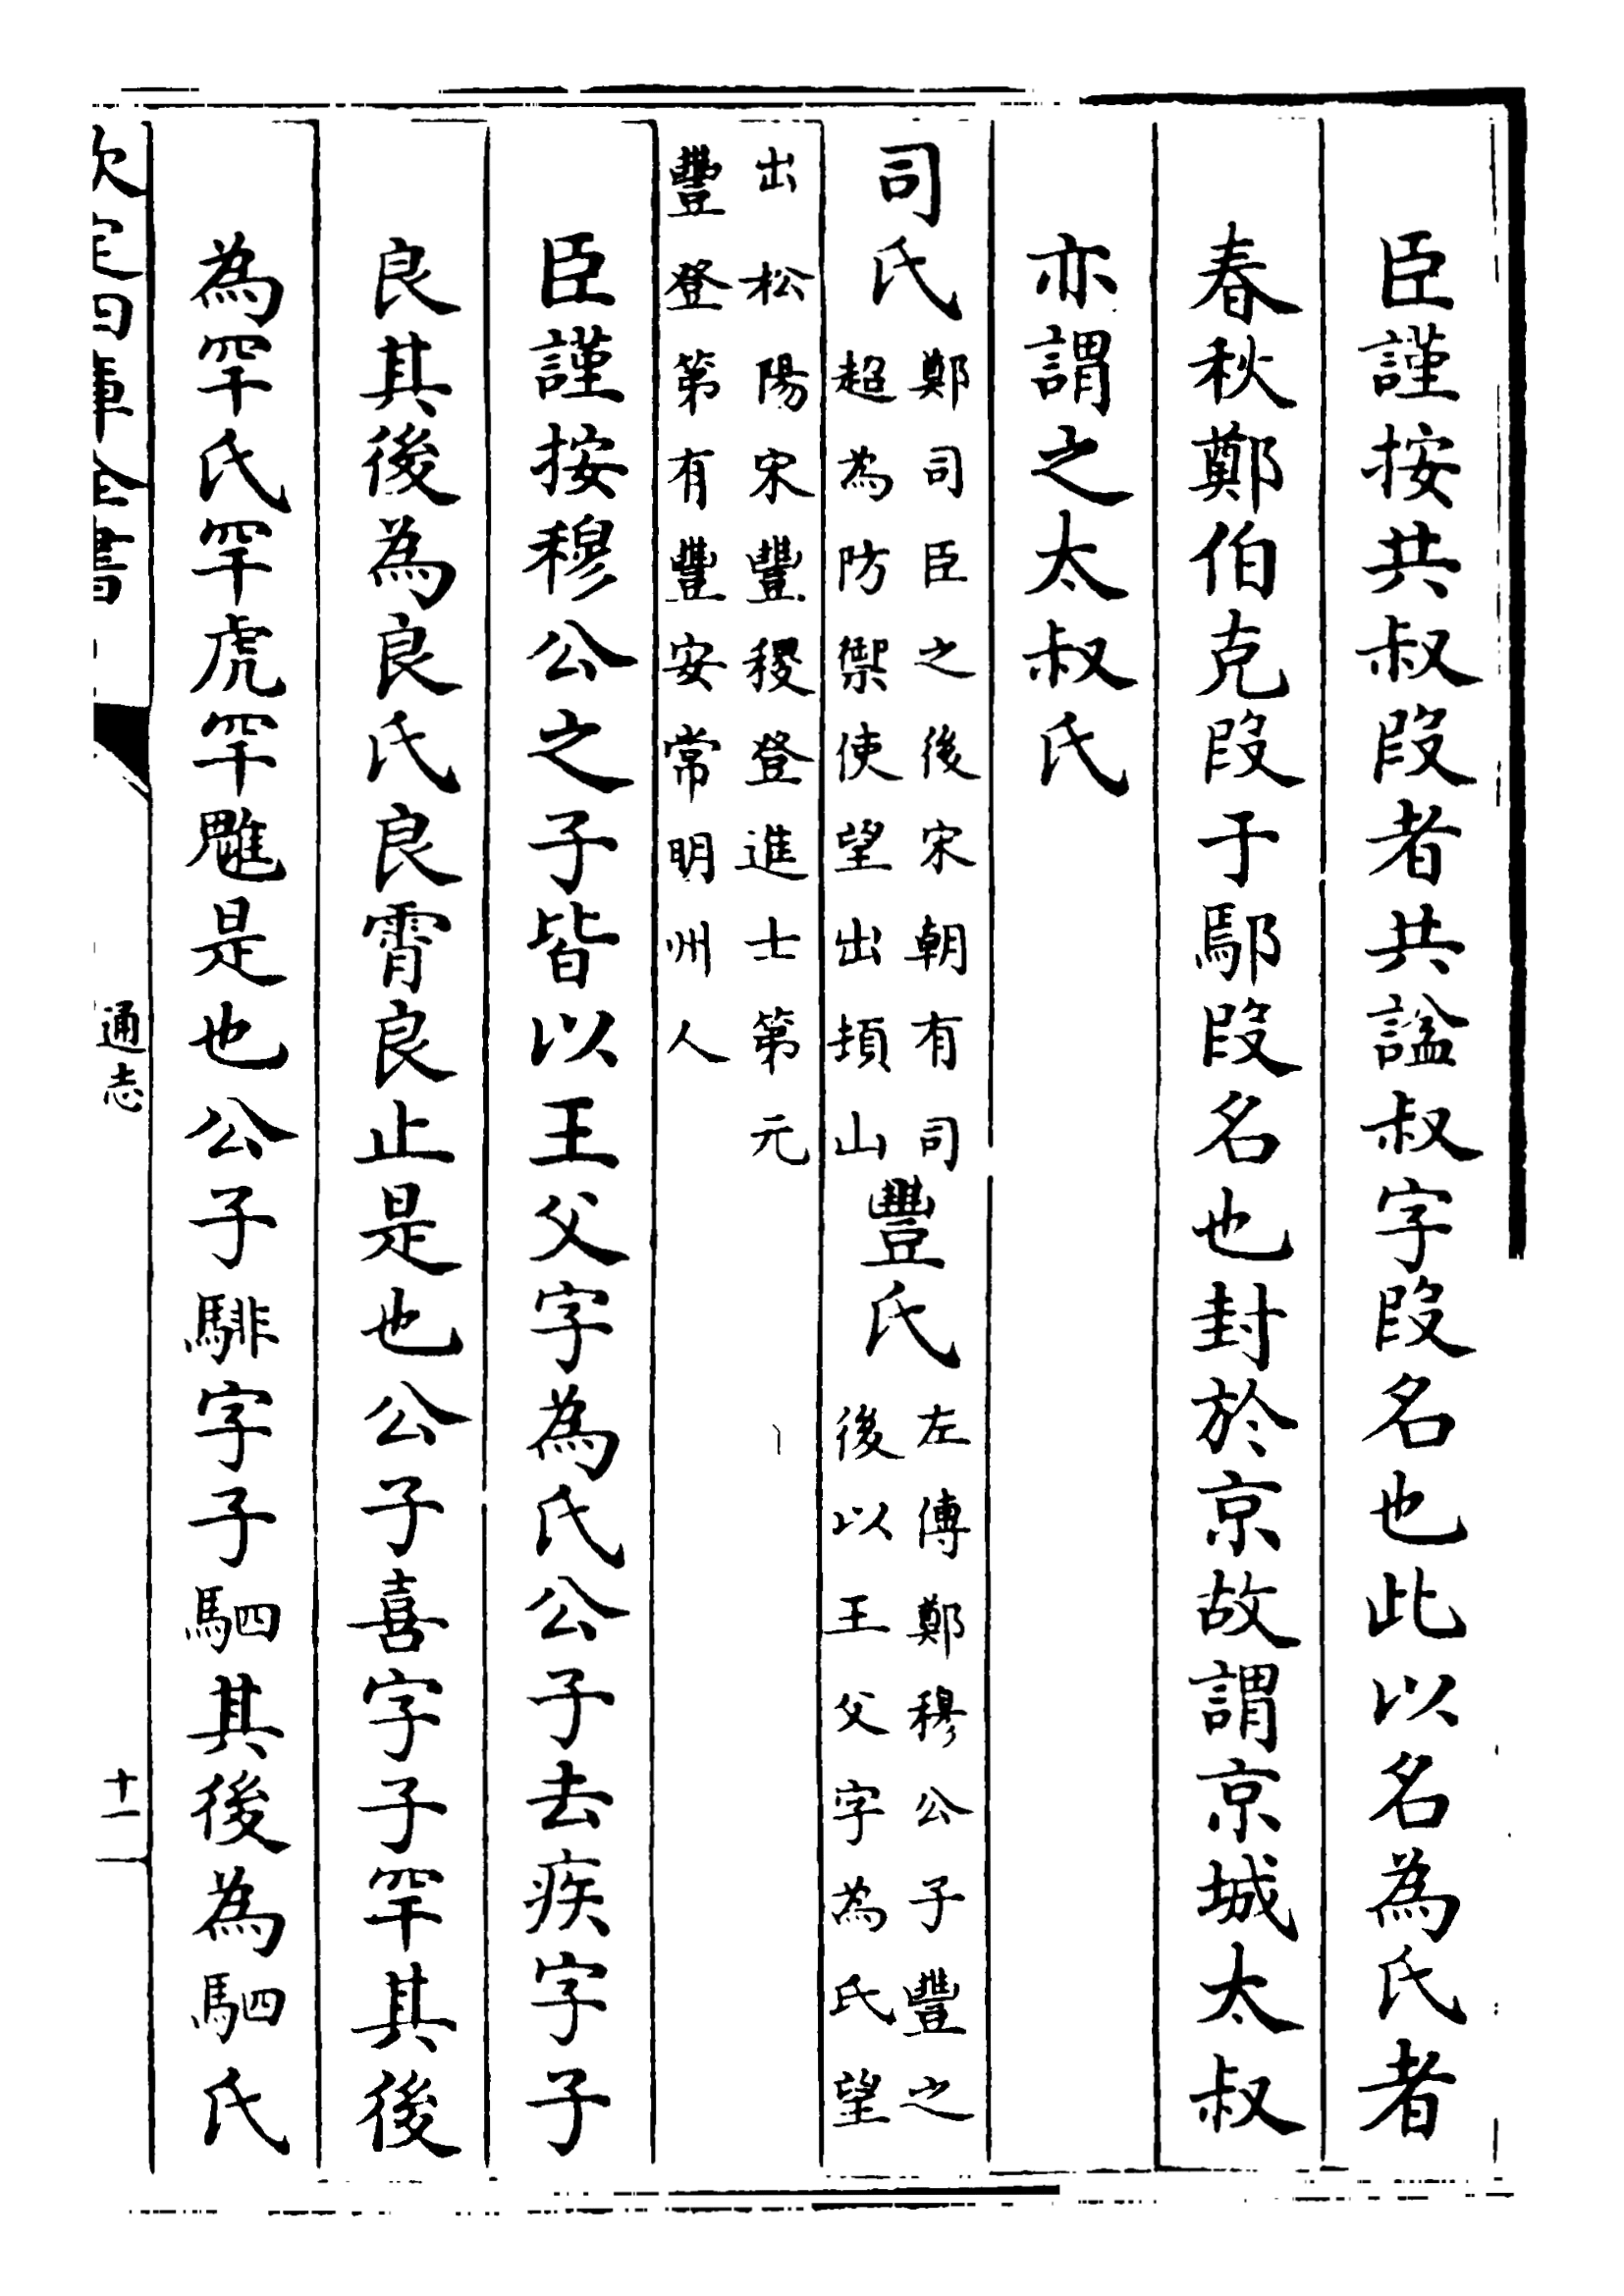 臣謹按共叔段者共諡叔字段名也此以名為氏者
春秋鄭伯克段于鄢段名也封於京故謂京城太叔
亦謂之太叔氏
司氏
鄭司臣之後宋朝有司
超為防禦使望出頓山
豐氏
左傳鄭穆公子豐之
後以王父字為氏望
出松陽宋豐稷登進士第元
豐登第有豐安常明州人
臣謹按穆公之子皆以王父字為氏公子去疾字子
良其後為良氏良霄良止是也公子喜字子罕其後
為罕氏罕虎罕魋是也公子騑字子駟其後為駟氏
欽定四庫全書
通志
十一